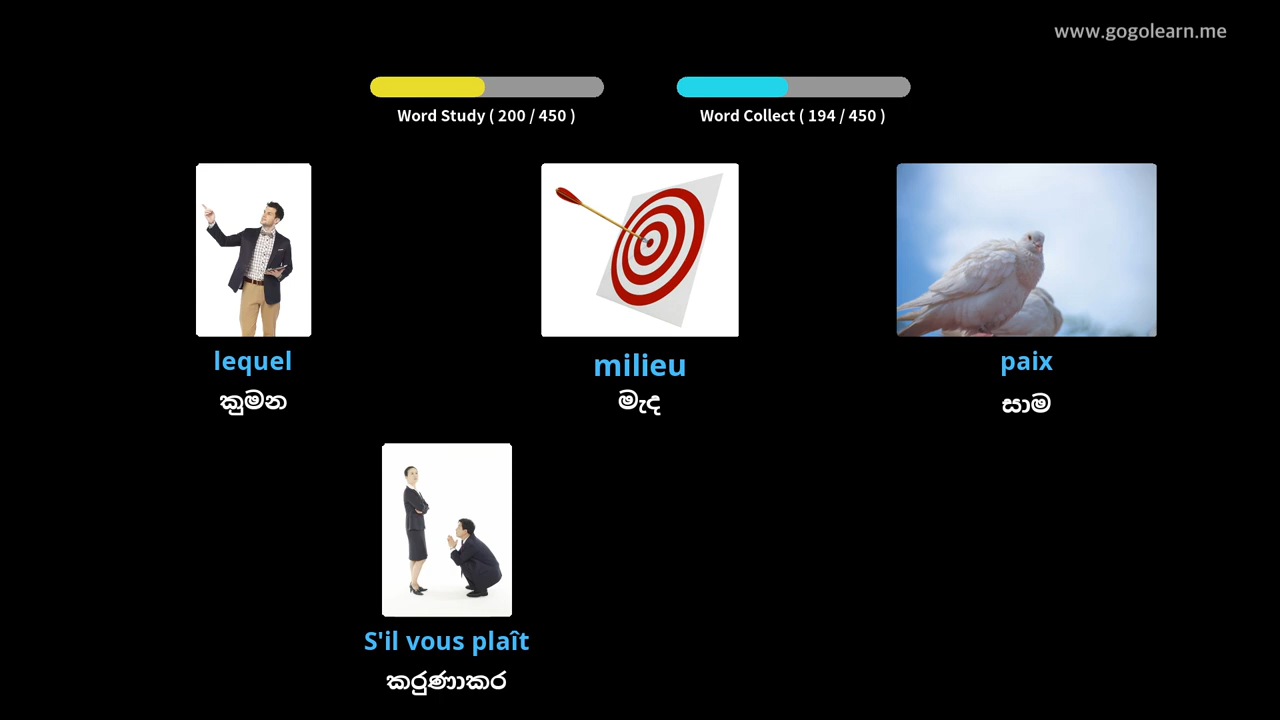 www.gogolearn.me
Word Study ( 200 / 450 )
Word Collect ( 194 / 450 )
lequel
කුමන
milieu
මැද
paix
සාම
S'il vous plaît
කරුණාකර